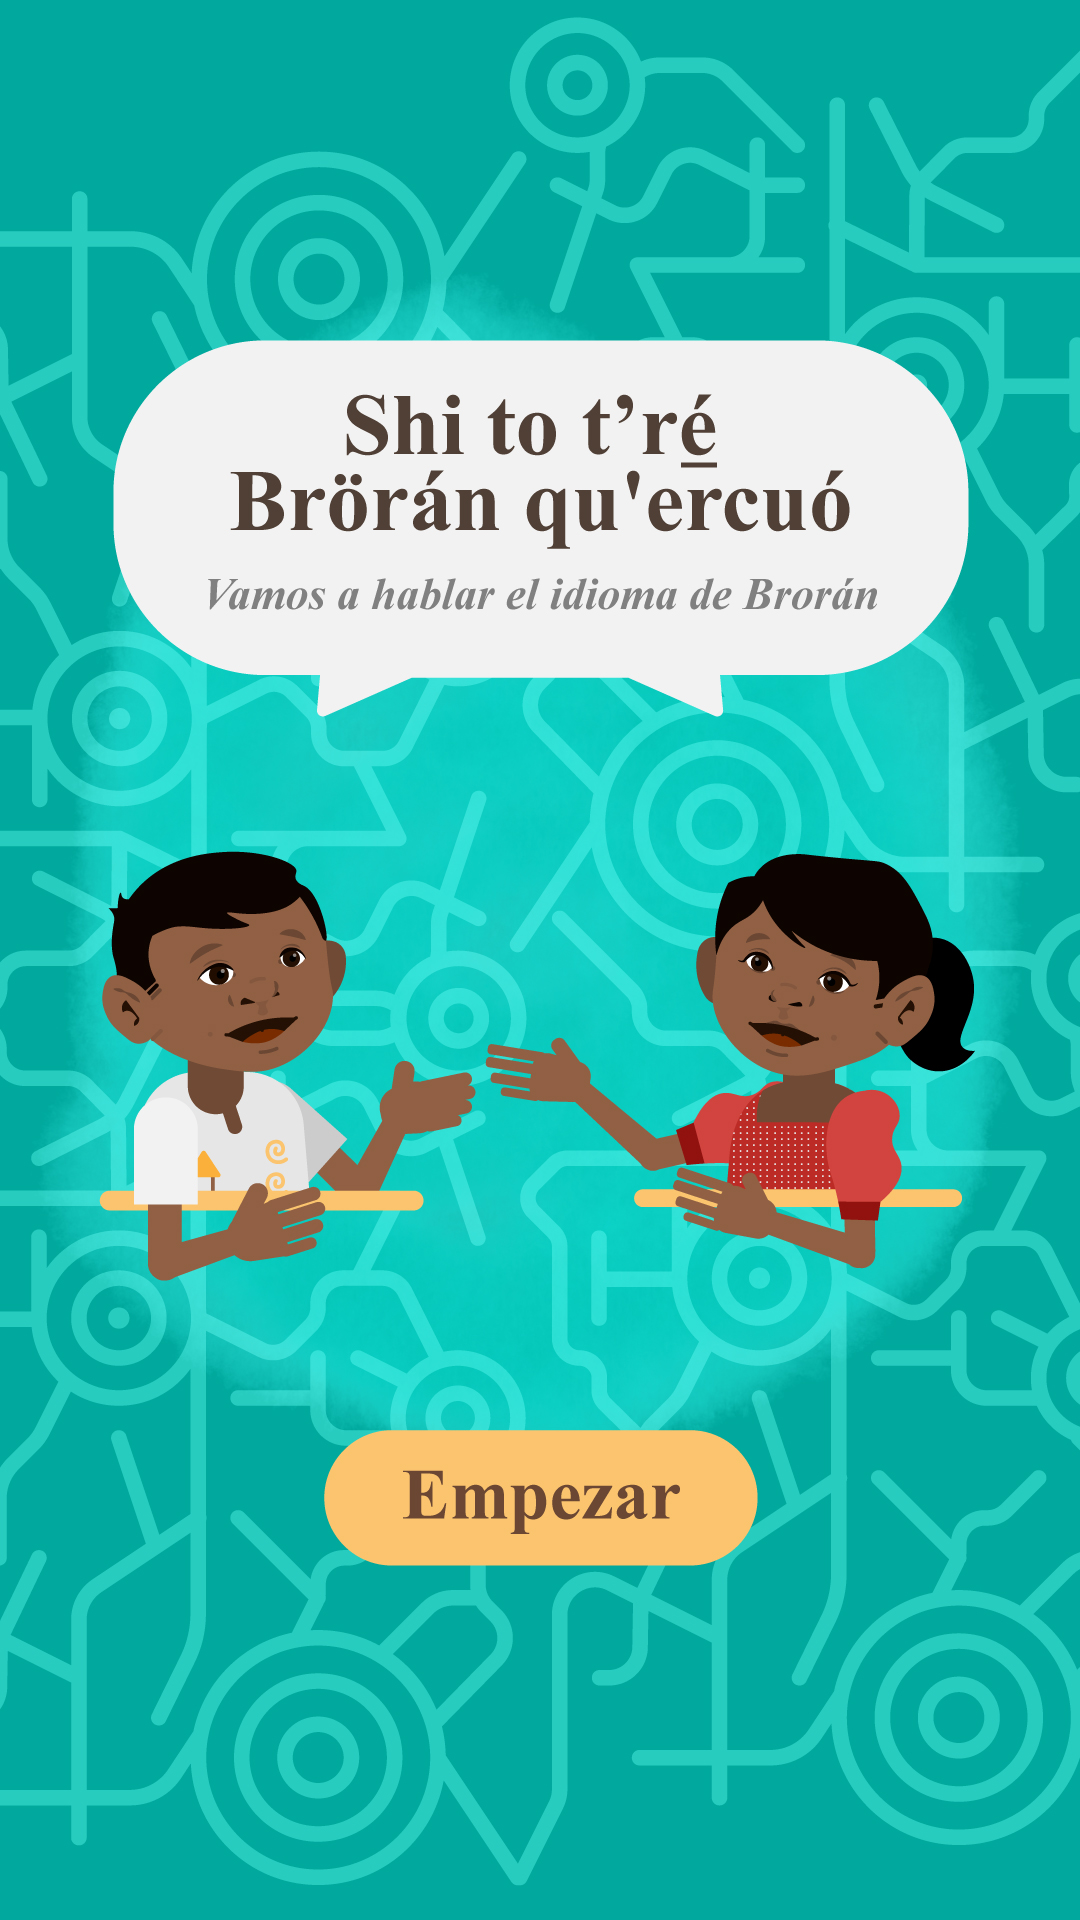 Shi to t’ré̲
Brörán qu'ercuó
Vamos a hablar el idioma de Brorán
Empezar